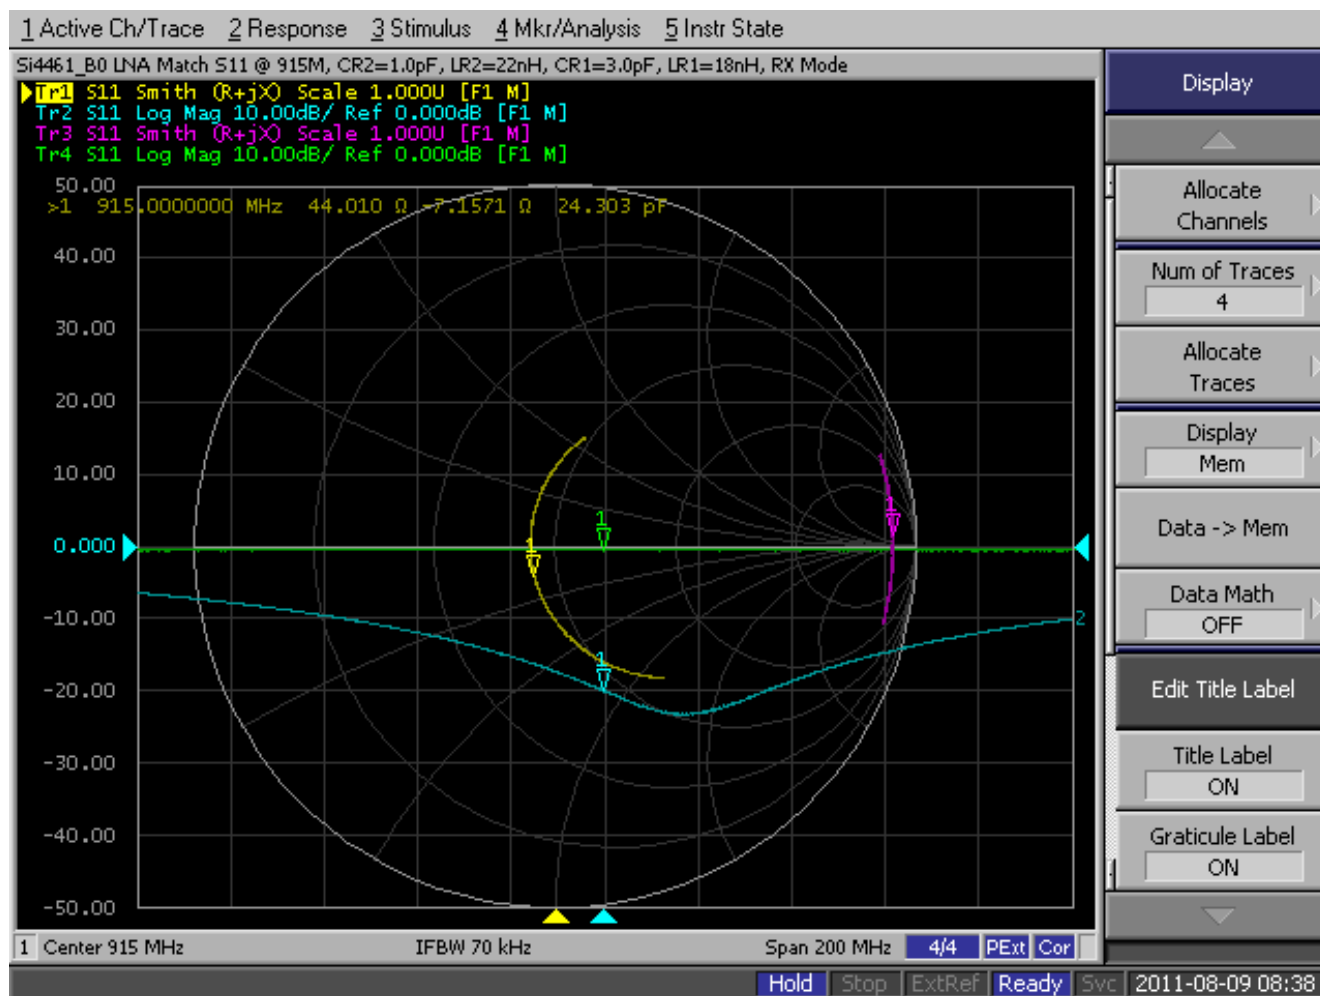 1 Active Ch/Trace 2 Response 3 Stimulus 4 Mkr/Analysis 5 Instr State
Si4461_B0 LNA Match S11 @ 915M, CR2=1.0pF, LR2=22nH, CR1=3.0pF, LR1=18nH, RX Mode
Tr1 S11 Smith (R+jX) Scale 1.000U [F1 M]
Tr2 S11 Log Mag 10.00dB/ Ref 0.000dB [F1 M]
Tr3 S11 Smith (R+jX) Scale 1.000U [F1 M]
Tr4 S11 Log Mag 10.00dB/ Ref 0.000dB [F1 M]
50.00
>1 915.0000000 MHz 44.010 Ω -7.1571 Ω 24.303 pF
40.00
30.00
20.00
10.00
0.000
-10.00
-20.00
-30.00
-40.00
-50.00
1
1
1
1
2
1 Center 915 MHz IFBW 70 kHz Span 200 MHz 4/4 PExt Cor
Display
Allocate
Channels
Num of Traces
4
Allocate
Traces
Display
Mem
Data -> Mem
Data Math
OFF
Edit Title Label
Title Label
ON
Graticule Label
ON
Hold Stop ExtRef Ready Svc 2011-08-09 08:38